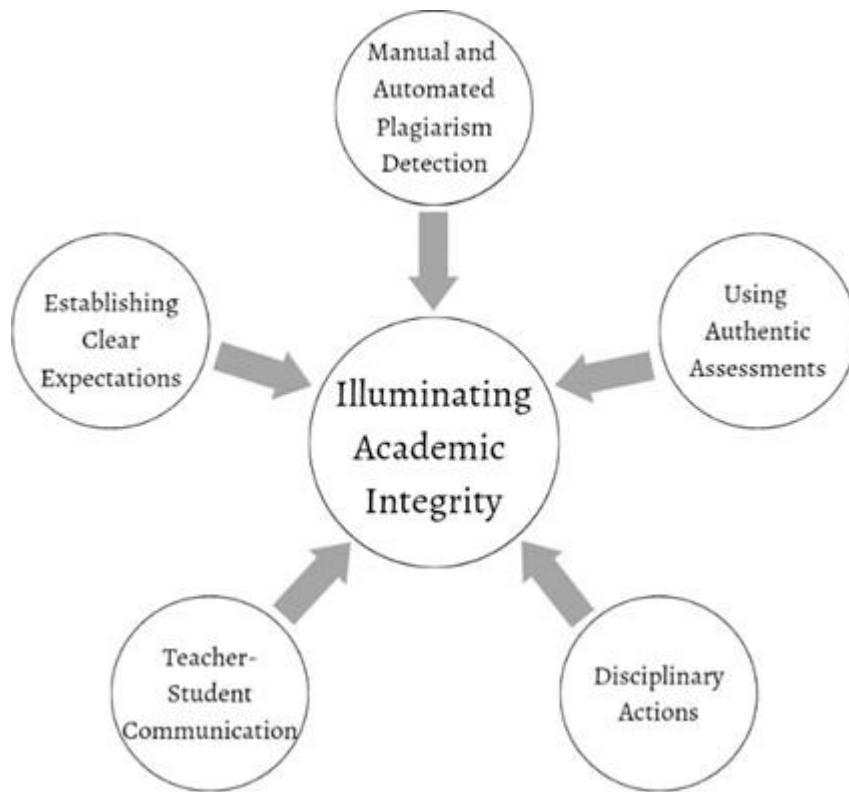 Manual and
Automated
Plagiarism
Detection
Establishing
Clear
Expectations
Using
Authentic
Assessments
Illuminating
Academic
Integrity
Teacher-
Student
Communication
Disciplinary
Actions